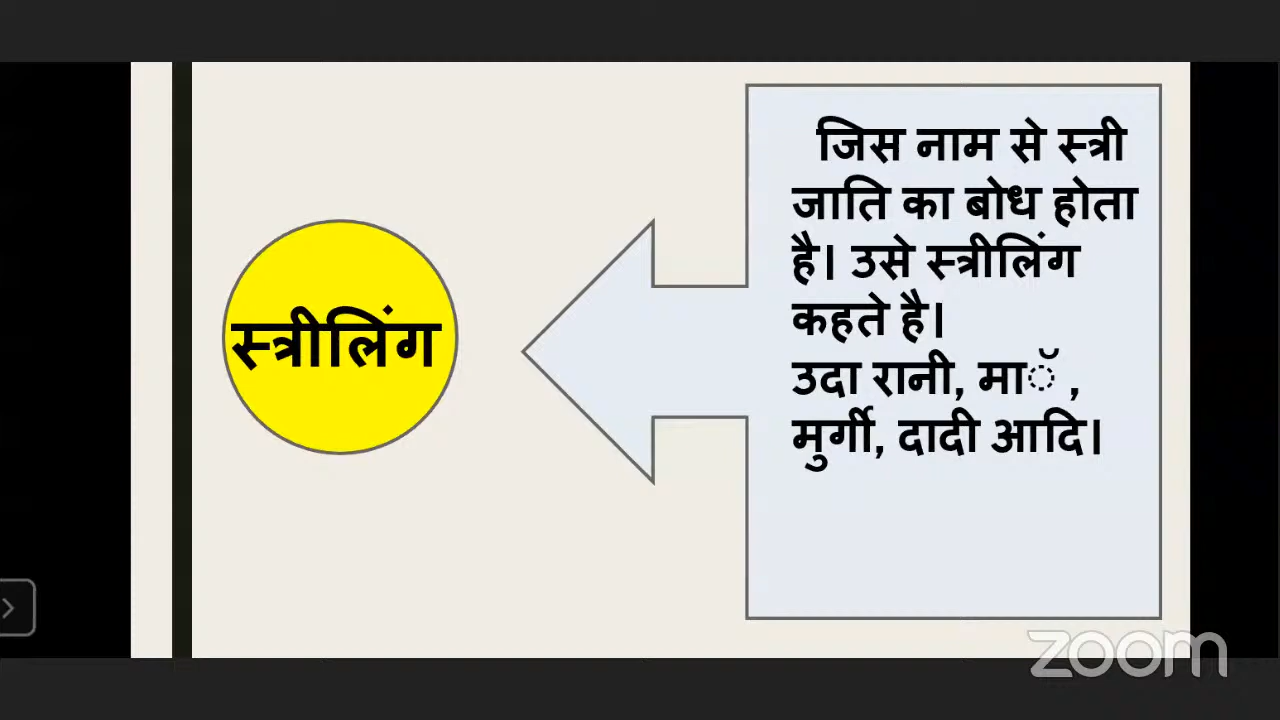 स्त्रीलिंग
जिस नाम से स्त्री
जाति का बोध होता
है। उसे स्त्रीलिंग
कहते है।
उदा रानी, माॅं ,
मुर्गी, दादी आदि।
zoom